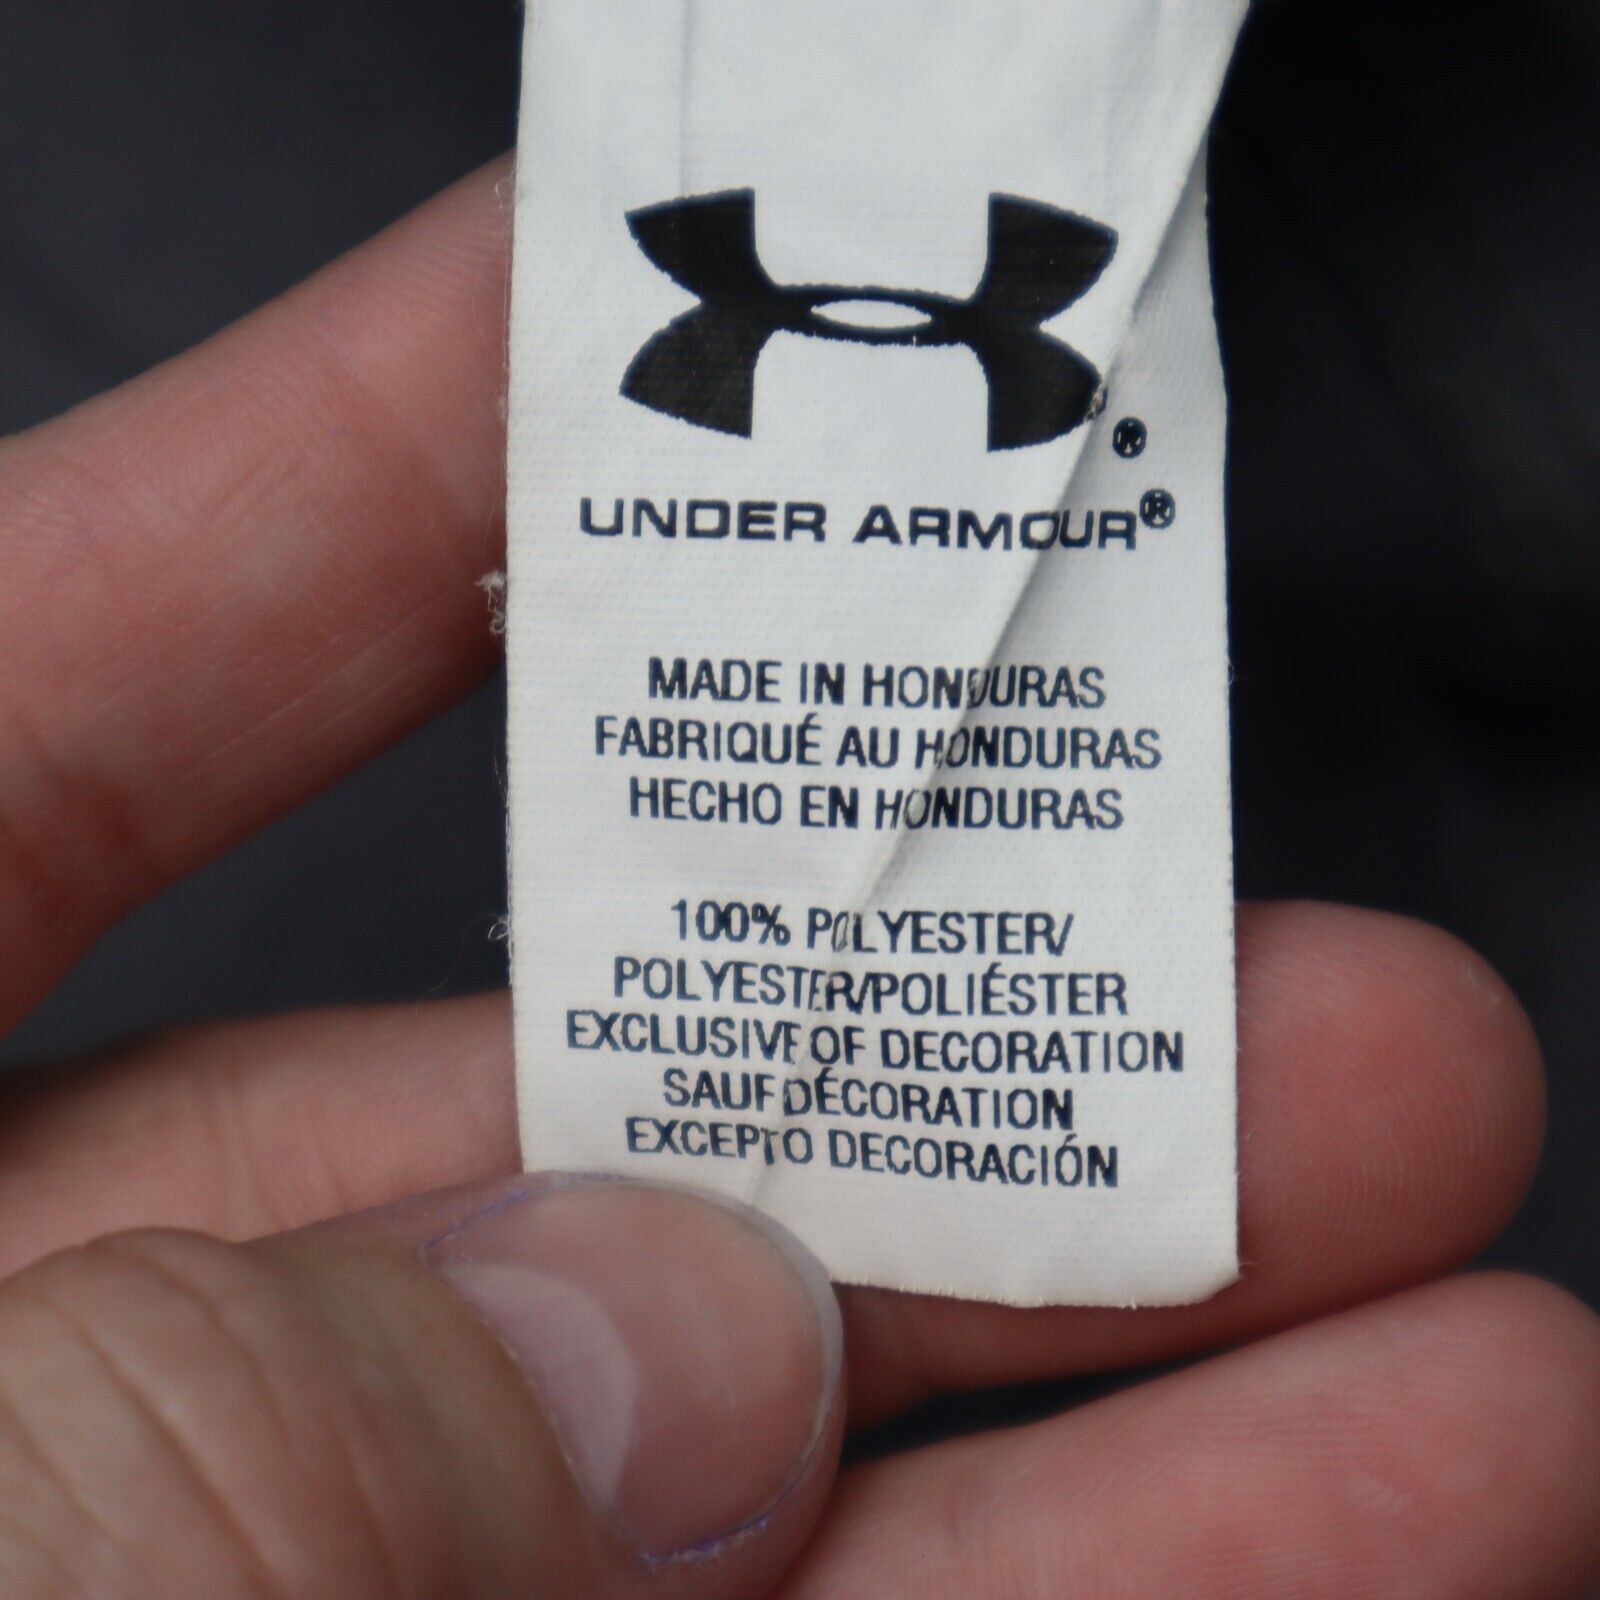 ®
UNDER ARMOUR®
MADE IN HONDURAS
FABRIQUÉ AU HONDURAS
HECHO EN HONDURAS
100% POLYESTER/
POLYESTER/POLIÉSTER
EXCLUSIVE OF DECORATION
SAUF DÉCORATION
EXCEPTO DECORACIÓN